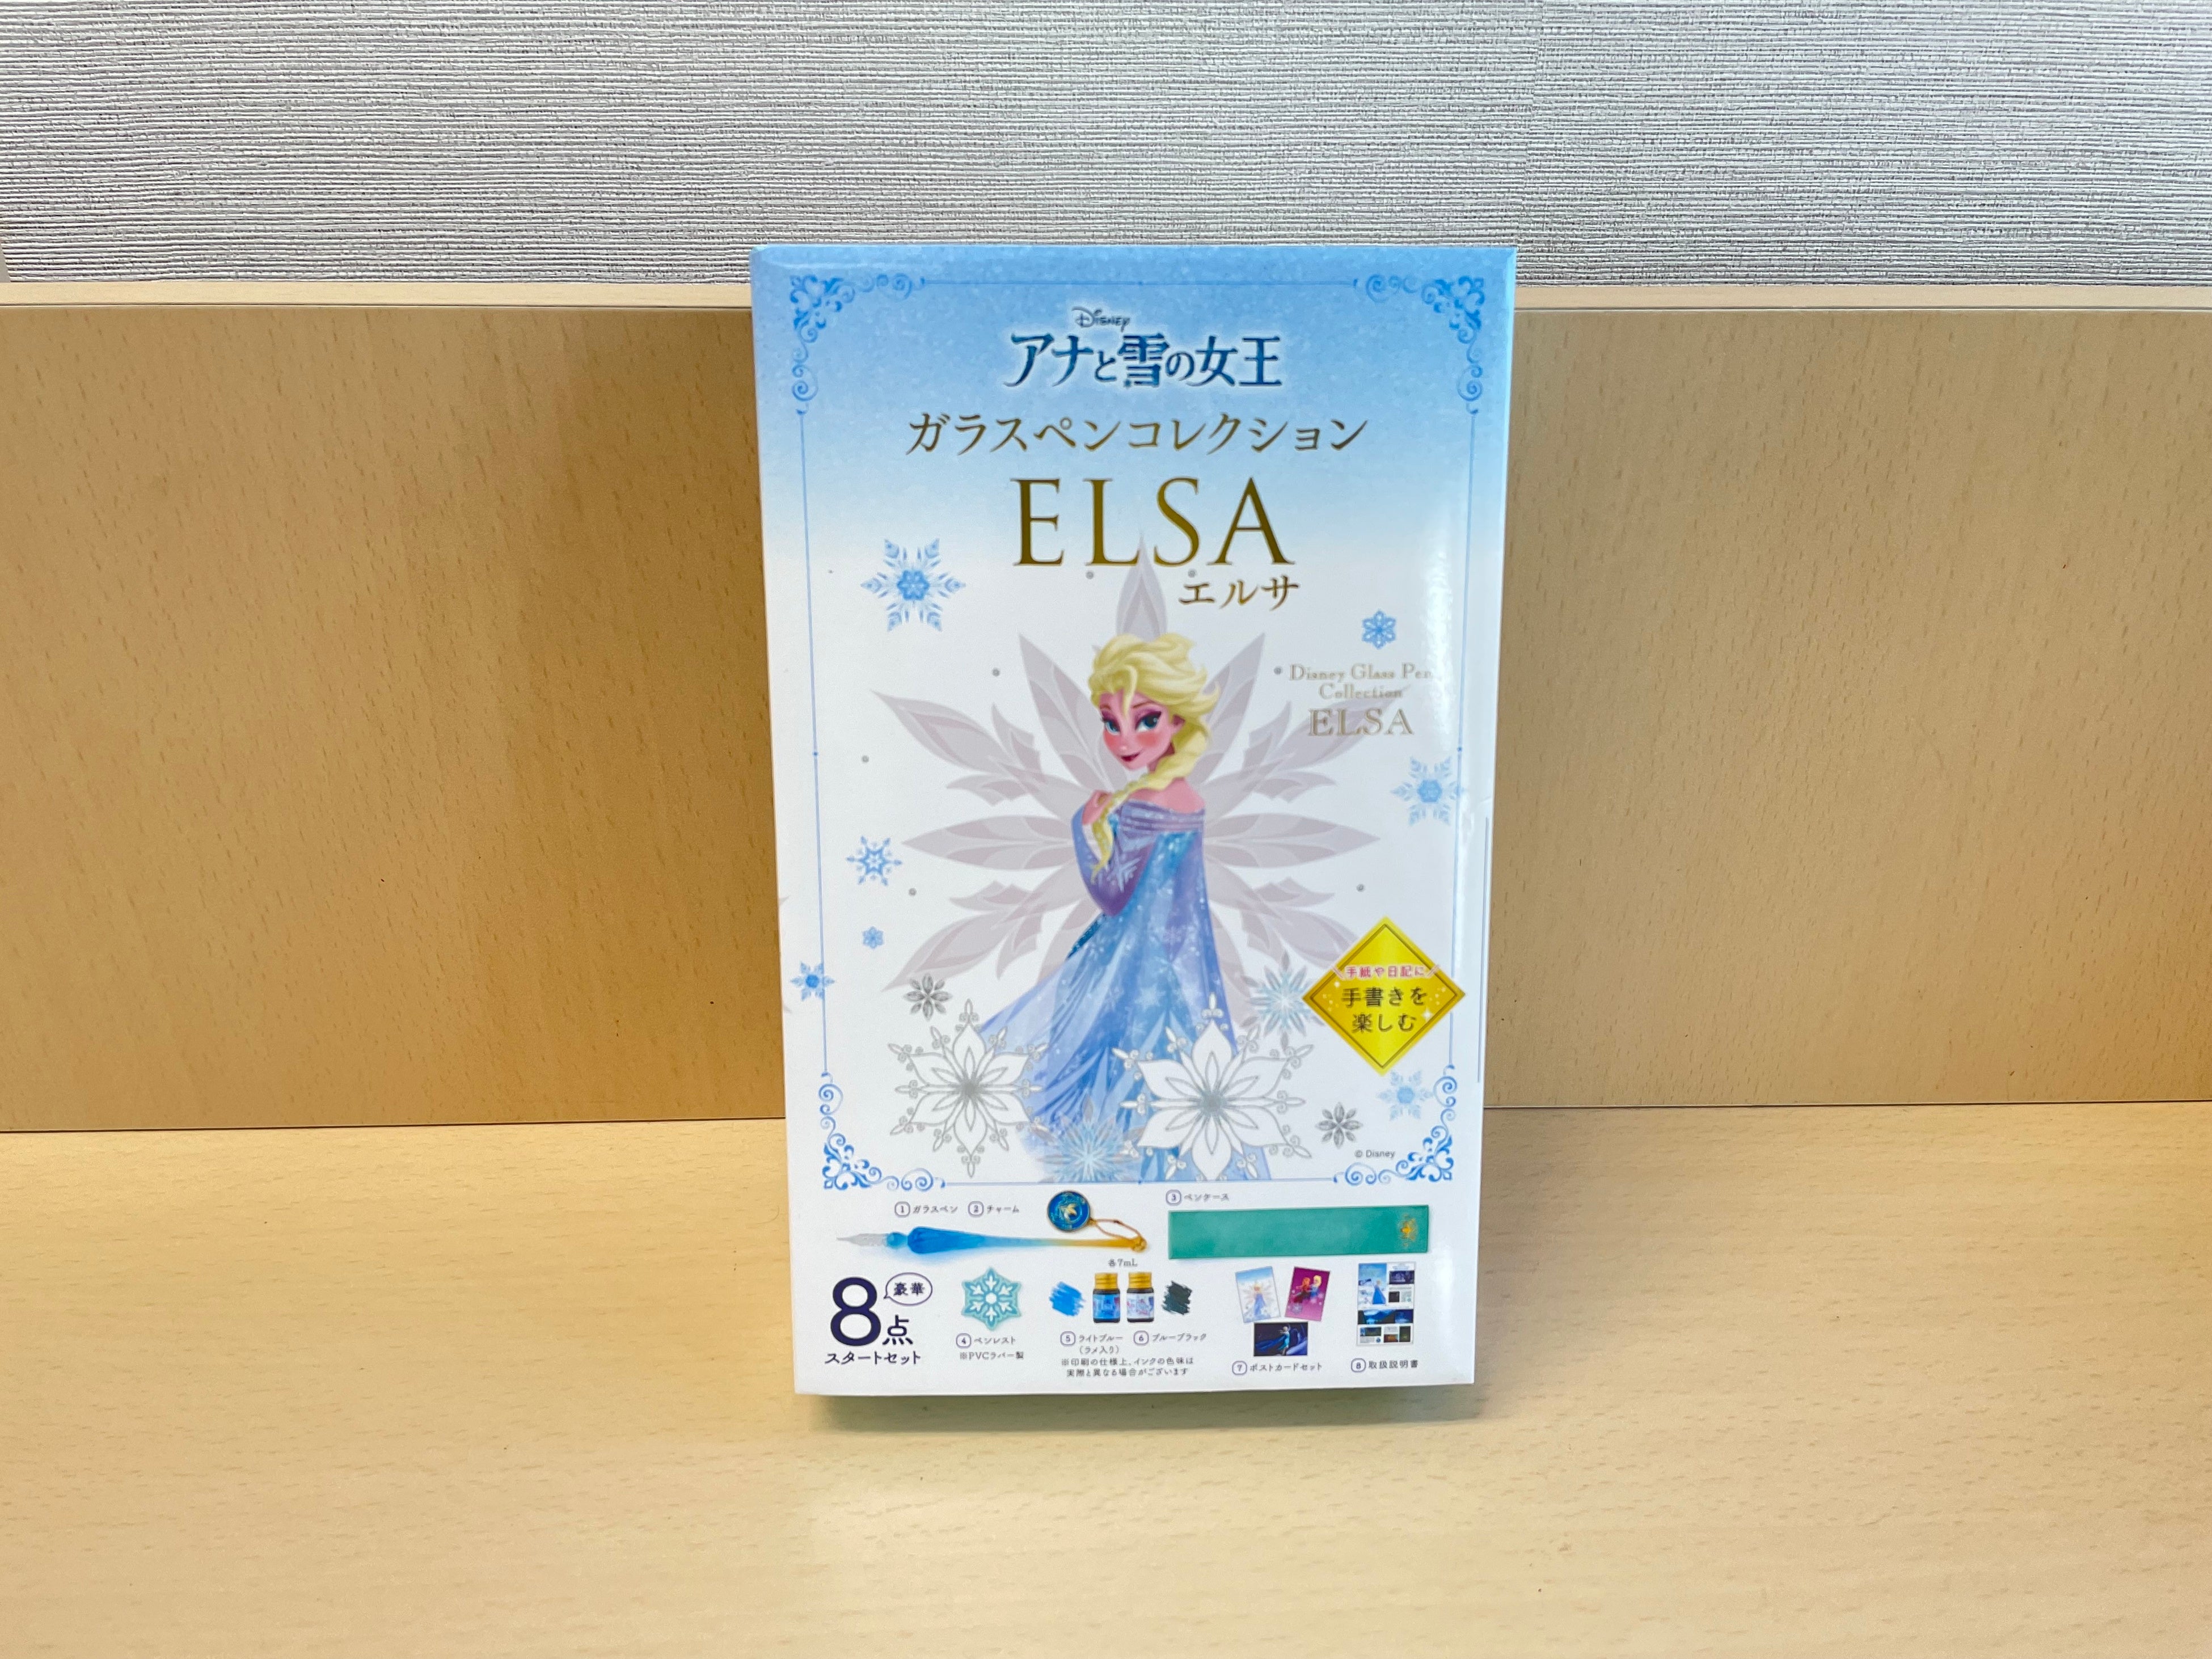 Disney
アナと雪の女王
ガラスペンコレクション
ELSA
エルサ
Disney Glass Pen
Collection
ELSA
手紙や日記に
手書きを
楽しむ
© Disney
①ガラスペン ②チャーム
③ペンケース
各7mL
豪華
8点
スタートセット
④ペンレスト
※PVCラバー製
⑤ライトブルー ⑥ブルーブラック
(ラメ入り)
※印刷の仕様上、インクの色味は
実際と異なる場合がございます
⑦ポストカードセット
⑧取扱説明書